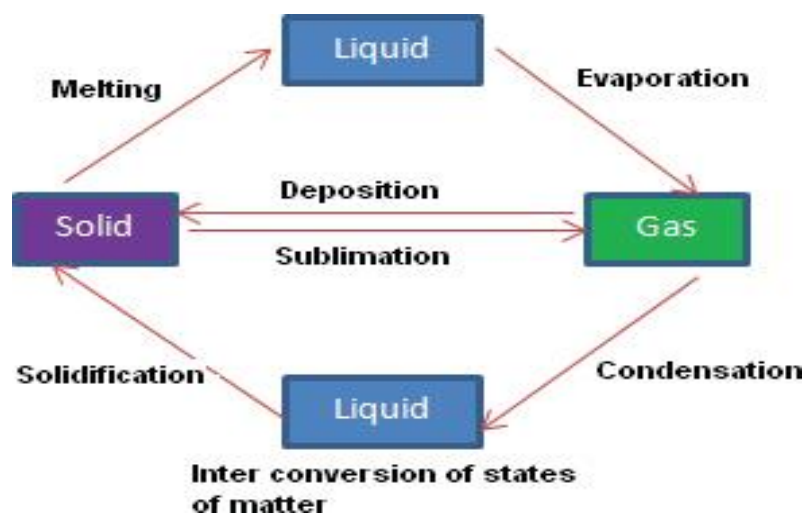 Liquid
Melting
Evaporation
Deposition
Solid
Gas
Sublimation
Solidification
Condensation
Liquid
Inter conversion of states
of matter